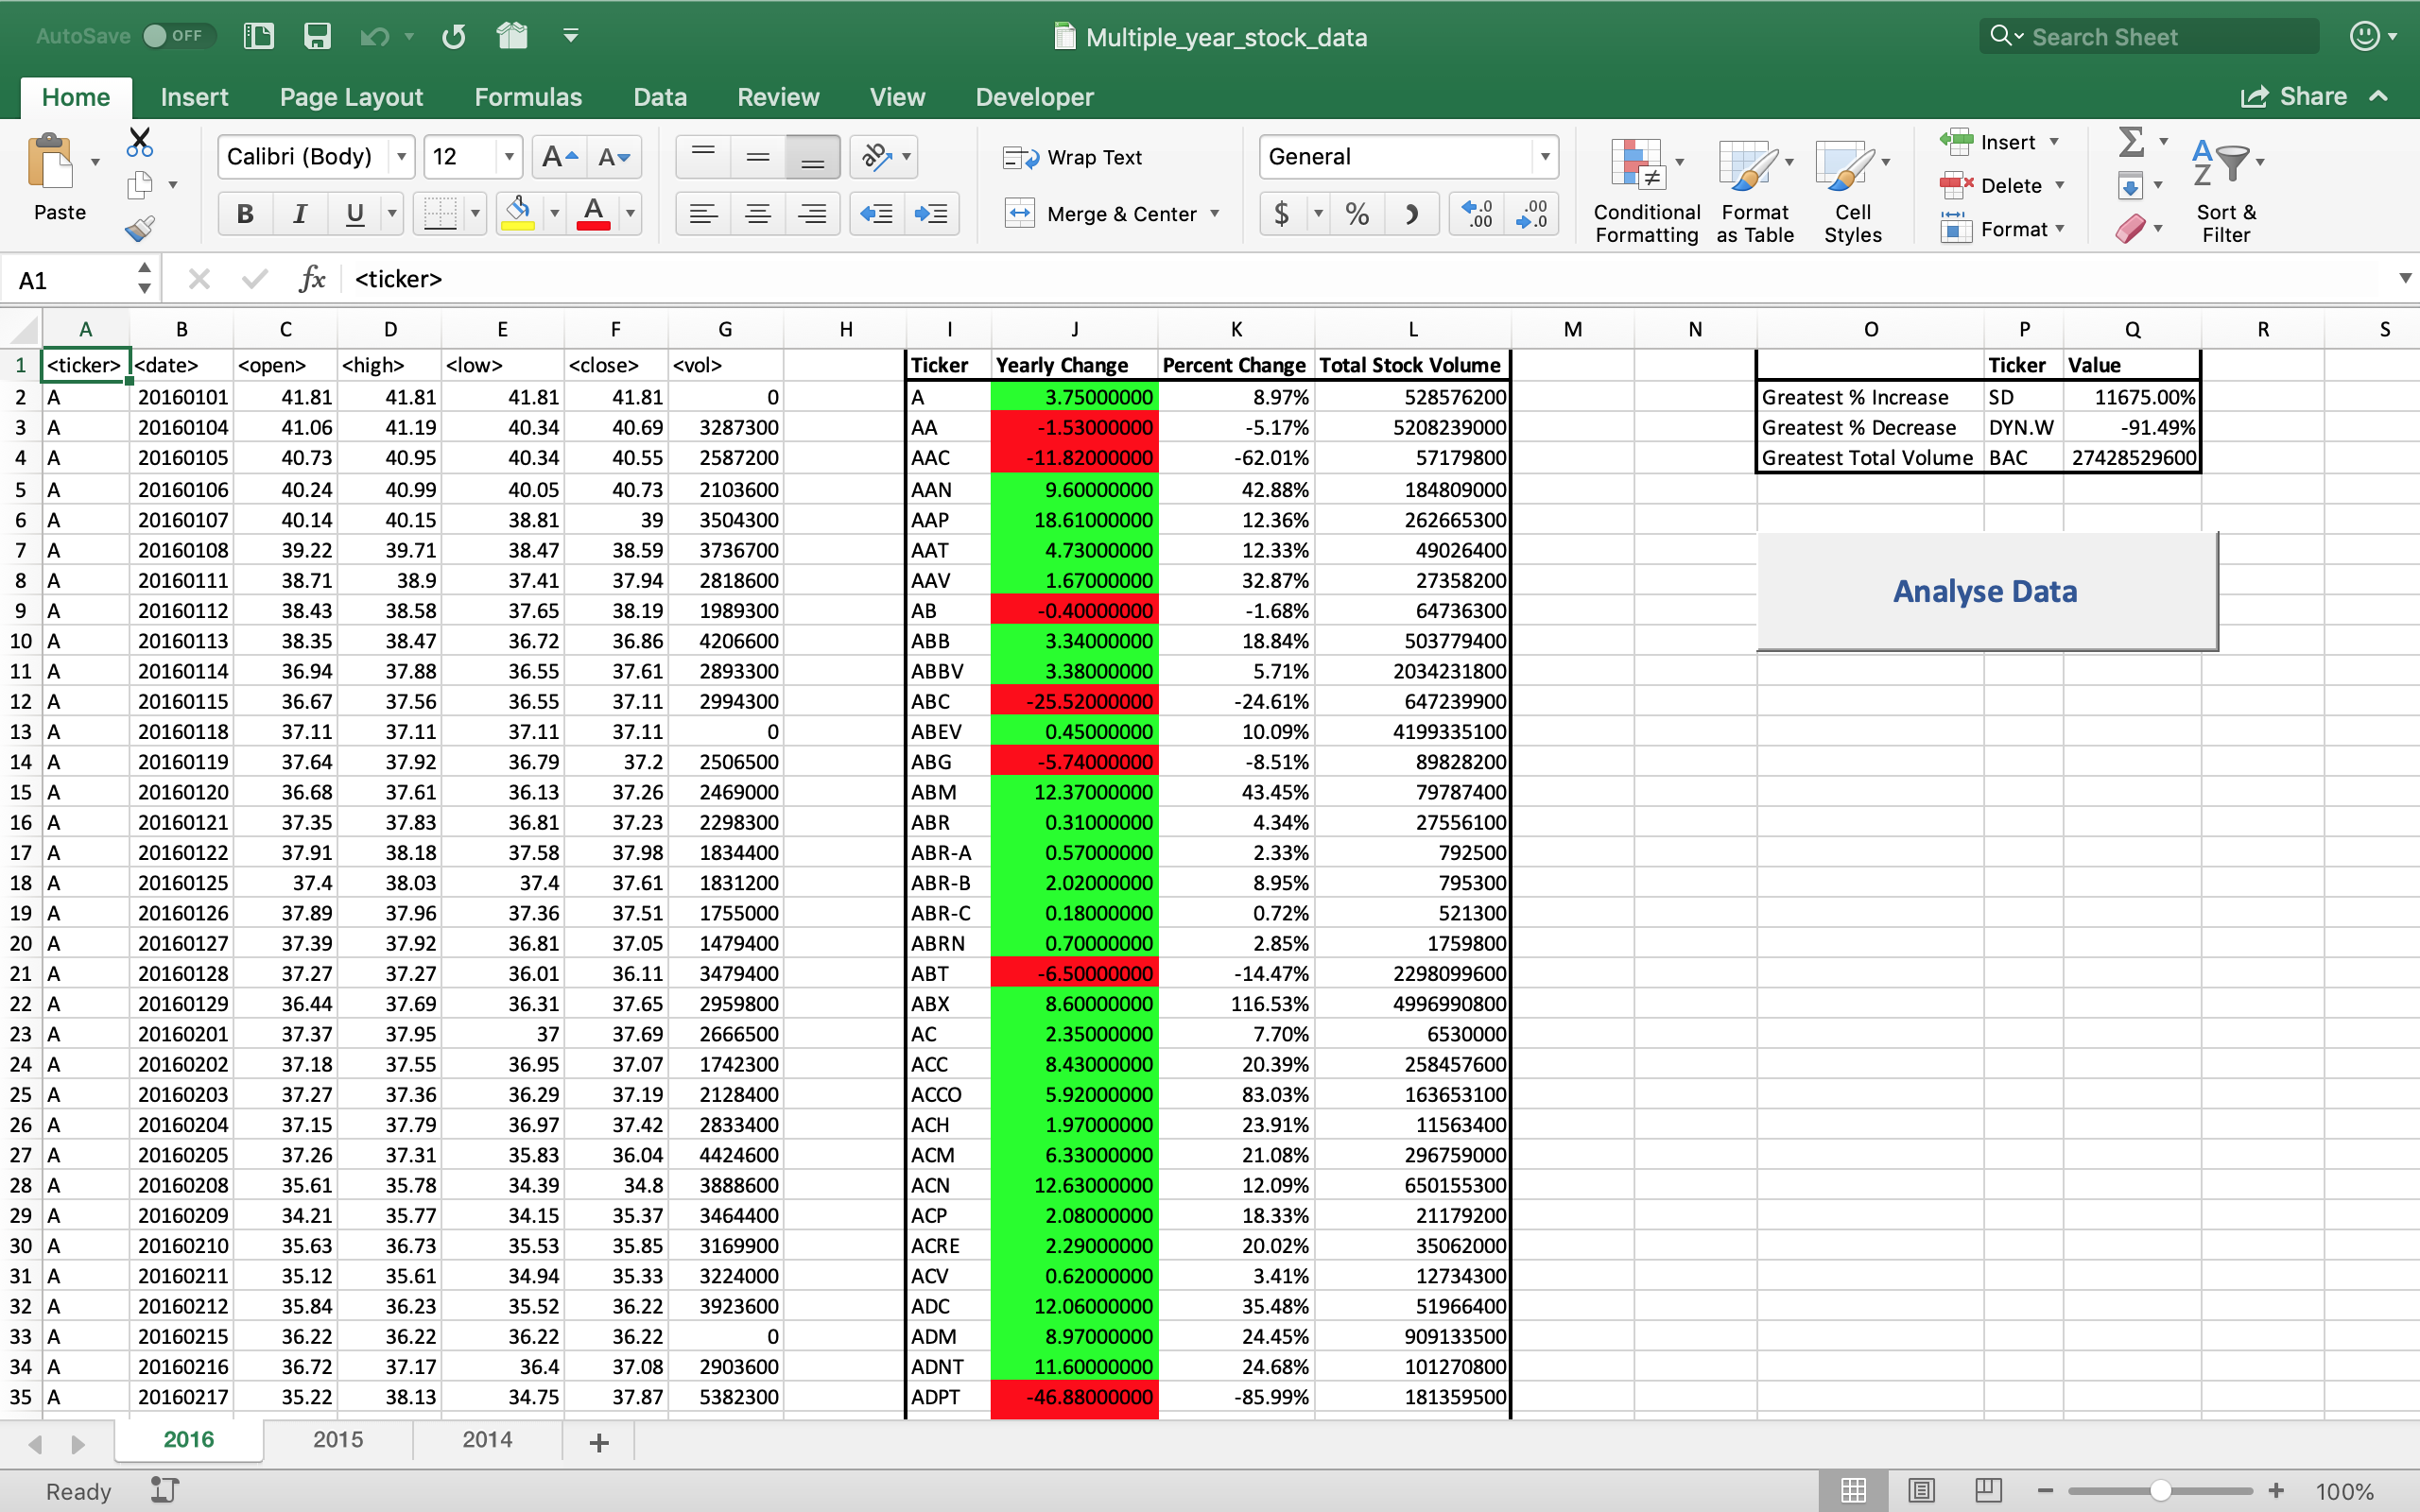 AutoSave OFF Multiple_year_stock_data Search Sheet
Home Insert Page Layout Formulas Data Review View Developer Share
Paste Calibri (Body) 12 A A ab Wrap Text General Conditional Formatting Format as Table Cell Styles Insert Delete Format Σ A Z Sort & Filter
B I U A Merge & Center $ % .0 .00 .00 .0
A1 fx <ticker>
A B C D E F G H I J K L M N O P Q R S
1 <ticker> <date> <open> <high> <low> <close> <vol> Ticker Yearly Change Percent Change Total Stock Volume Ticker Value
2 A 20160101 41.81 41.81 41.81 41.81 0 A 3.75000000 8.97% 528576200 Greatest % Increase SD 11675.00%
3 A 20160104 41.06 41.19 40.34 40.69 3287300 AA -1.53000000 -5.17% 5208239000 Greatest % Decrease DYN.W -91.49%
4 A 20160105 40.73 40.95 40.34 40.55 2587200 AAC -11.82000000 -62.01% 57179800 Greatest Total Volume BAC 27428529600
5 A 20160106 40.24 40.99 40.05 40.73 2103600 AAN 9.60000000 42.88% 184809000
6 A 20160107 40.14 40.15 38.81 39 3504300 AAP 18.61000000 12.36% 262665300
7 A 20160108 39.22 39.71 38.47 38.59 3736700 AAT 4.73000000 12.33% 49026400
8 A 20160111 38.71 38.9 37.41 37.94 2818600 AAV 1.67000000 32.87% 27358200 Analyse Data
9 A 20160112 38.43 38.58 37.65 38.19 1989300 AB -0.40000000 -1.68% 64736300
10 A 20160113 38.35 38.47 36.72 36.86 4206600 ABB 3.34000000 18.84% 503779400
11 A 20160114 36.94 37.88 36.55 37.61 2893300 ABBV 3.38000000 5.71% 2034231800
12 A 20160115 36.67 37.56 36.55 37.11 2994300 ABC -25.52000000 -24.61% 647239900
13 A 20160118 37.11 37.11 37.11 37.11 0 ABEV 0.45000000 10.09% 4199335100
14 A 20160119 37.64 37.92 36.79 37.2 2506500 ABG -5.74000000 -8.51% 89828200
15 A 20160120 36.68 37.61 36.13 37.26 2469000 ABM 12.37000000 43.45% 79787400
16 A 20160121 37.35 37.83 36.81 37.23 2298300 ABR 0.31000000 4.34% 27556100
17 A 20160122 37.91 38.18 37.58 37.98 1834400 ABR-A 0.57000000 2.33% 792500
18 A 20160125 37.4 38.03 37.4 37.61 1831200 ABR-B 2.02000000 8.95% 795300
19 A 20160126 37.89 37.96 37.36 37.51 1755000 ABR-C 0.18000000 0.72% 521300
20 A 20160127 37.39 37.92 36.81 37.05 1479400 ABRN 0.70000000 2.85% 1759800
21 A 20160128 37.27 37.27 36.01 36.11 3479400 ABT -6.50000000 -14.47% 2298099600
22 A 20160129 36.44 37.69 36.31 37.65 2959800 ABX 8.60000000 116.53% 4996990800
23 A 20160201 37.37 37.95 37 37.69 2666500 AC 2.35000000 7.70% 6530000
24 A 20160202 37.18 37.55 36.95 37.07 1742300 ACC 8.43000000 20.39% 258457600
25 A 20160203 37.27 37.36 36.29 37.19 2128400 ACCO 5.92000000 83.03% 163653100
26 A 20160204 37.15 37.79 36.97 37.42 2833400 ACH 1.97000000 23.91% 11563400
27 A 20160205 37.26 37.31 35.83 36.04 4424600 ACM 6.33000000 21.08% 296759000
28 A 20160208 35.61 35.78 34.39 34.8 3888600 ACN 12.63000000 12.09% 650155300
29 A 20160209 34.21 35.77 34.15 35.37 3464400 ACP 2.08000000 18.33% 21179200
30 A 20160210 35.63 36.73 35.53 35.85 3169900 ACRE 2.29000000 20.02% 35062000
31 A 20160211 35.12 35.61 34.94 35.33 3224000 ACV 0.62000000 3.41% 12734300
32 A 20160212 35.84 36.23 35.52 36.22 3923600 ADC 12.06000000 35.48% 51966400
33 A 20160215 36.22 36.22 36.22 36.22 0 ADM 8.97000000 24.45% 909133500
34 A 20160216 36.72 37.17 36.4 37.08 2903600 ADNT 11.60000000 24.68% 101270800
35 A 20160217 35.22 38.13 34.75 37.87 5382300 ADPT -46.88000000 -85.99% 181359500
2016 2015 2014 +
Ready 100%